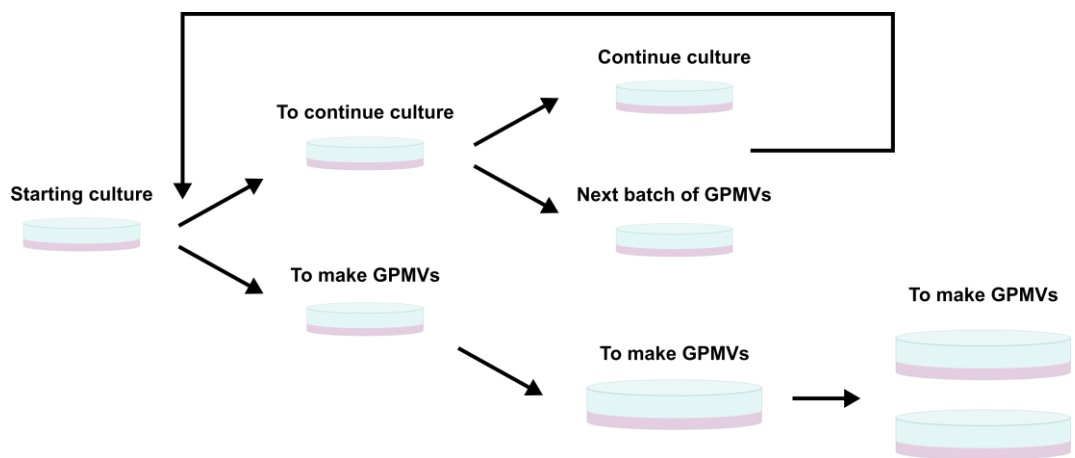 Continue culture
To continue culture
Starting culture
Next batch of GPMVs
To make GPMVs
To make GPMVs
To make GPMVs